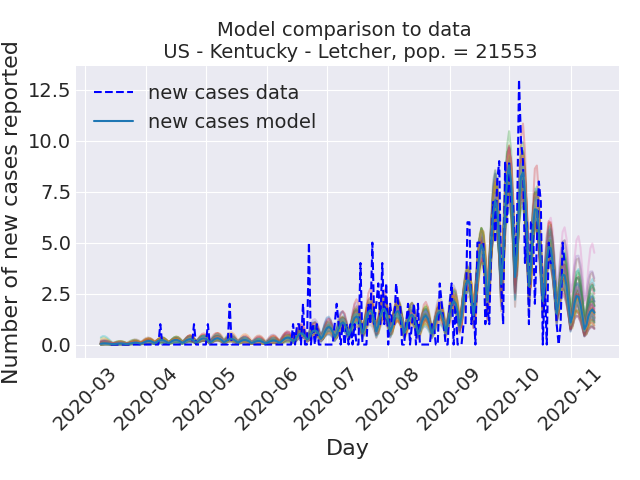 Model comparison to data
US - Kentucky - Letcher, pop. = 21553
Number of new cases reported
12.5
10.0
7.5
5.0
2.5
0.0
new cases data
new cases model
2020-03
2020-04
2020-05
2020-06
2020-07
2020-08
2020-09
2020-10
2020-11
Day